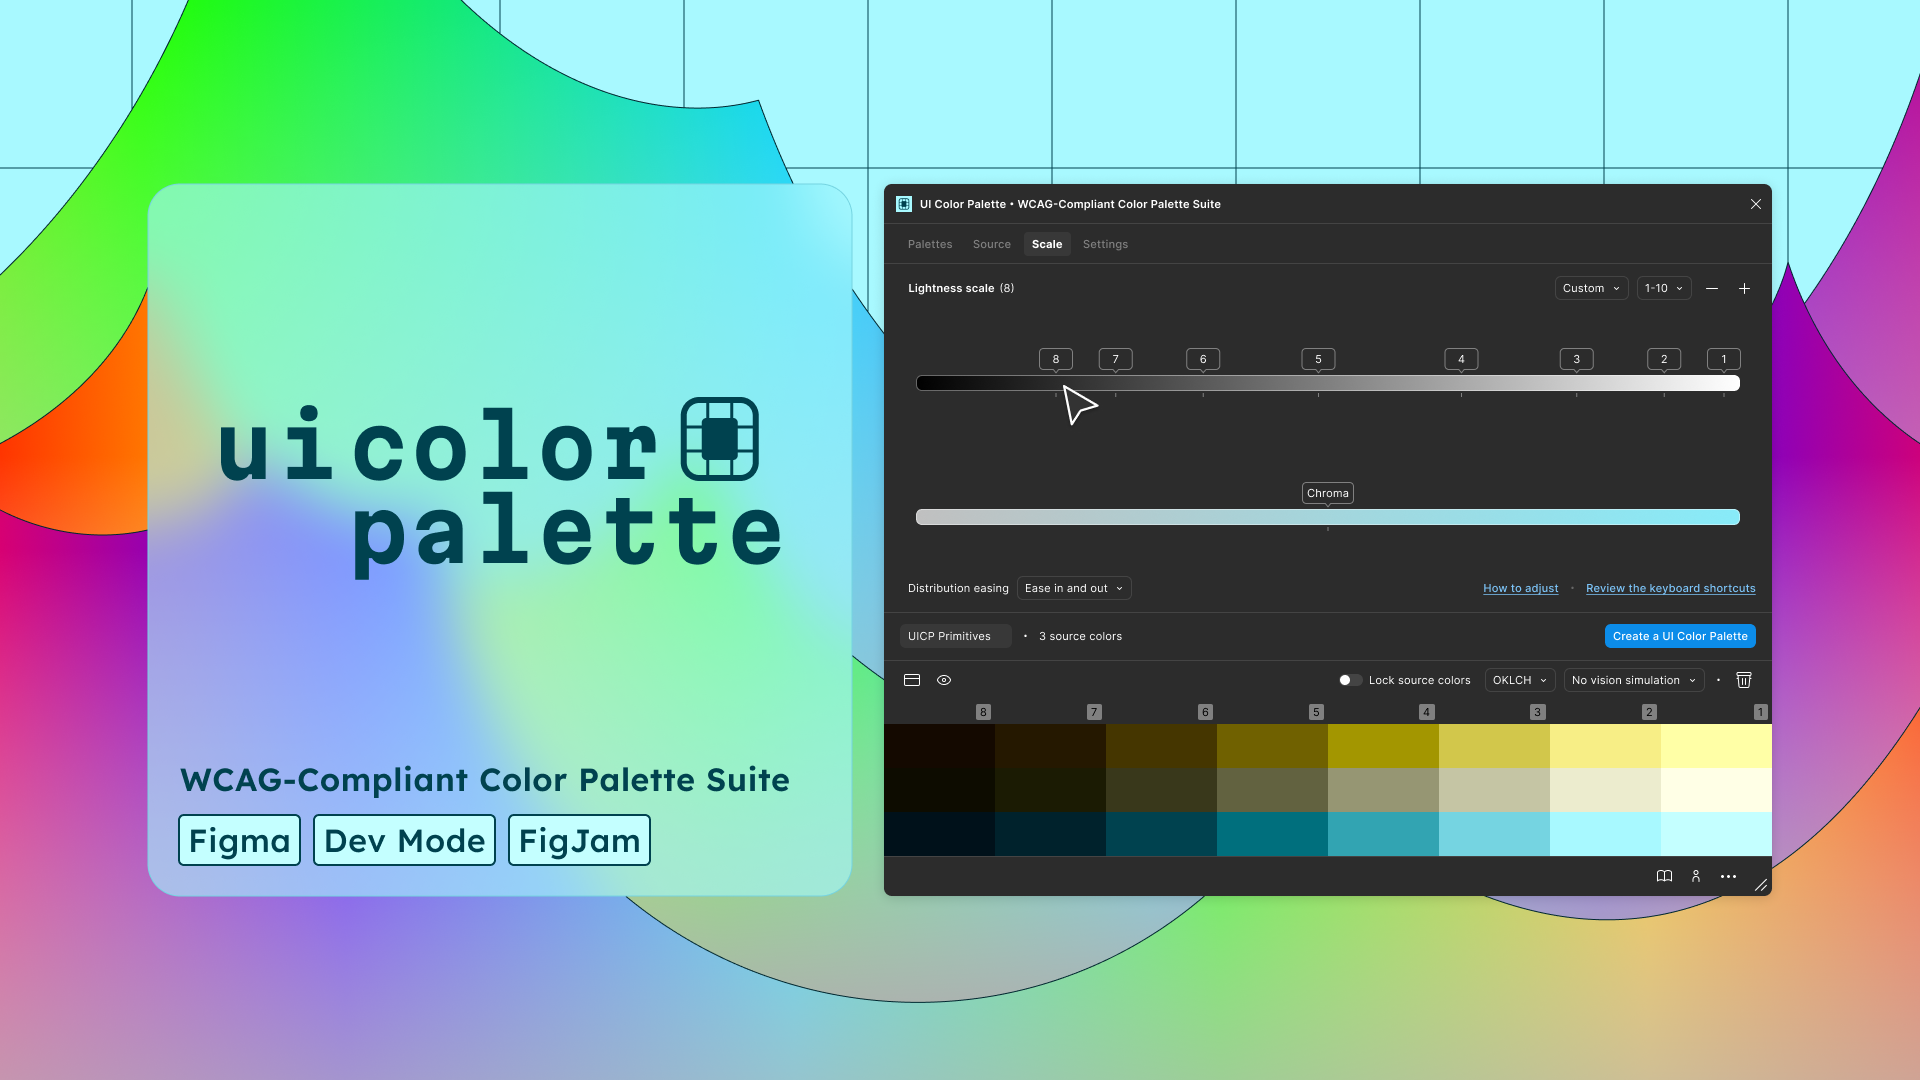 ui color
palette
WCAG-Compliant Color Palette Suite
Figma Dev Mode FigJam
UI Color Palette • WCAG-Compliant Color Palette Suite
Palettes Source Scale Settings
Lightness scale (8) Custom 1-10
8 7 6 5 4 3 2 1
Chroma
Distribution easing Ease in and out How to adjust · Review the keyboard shortcuts
UICP Primitives • 3 source colors Create a UI Color Palette
Lock source colors OKLCH No vision simulation •
8 7 6 5 4 3 2 1